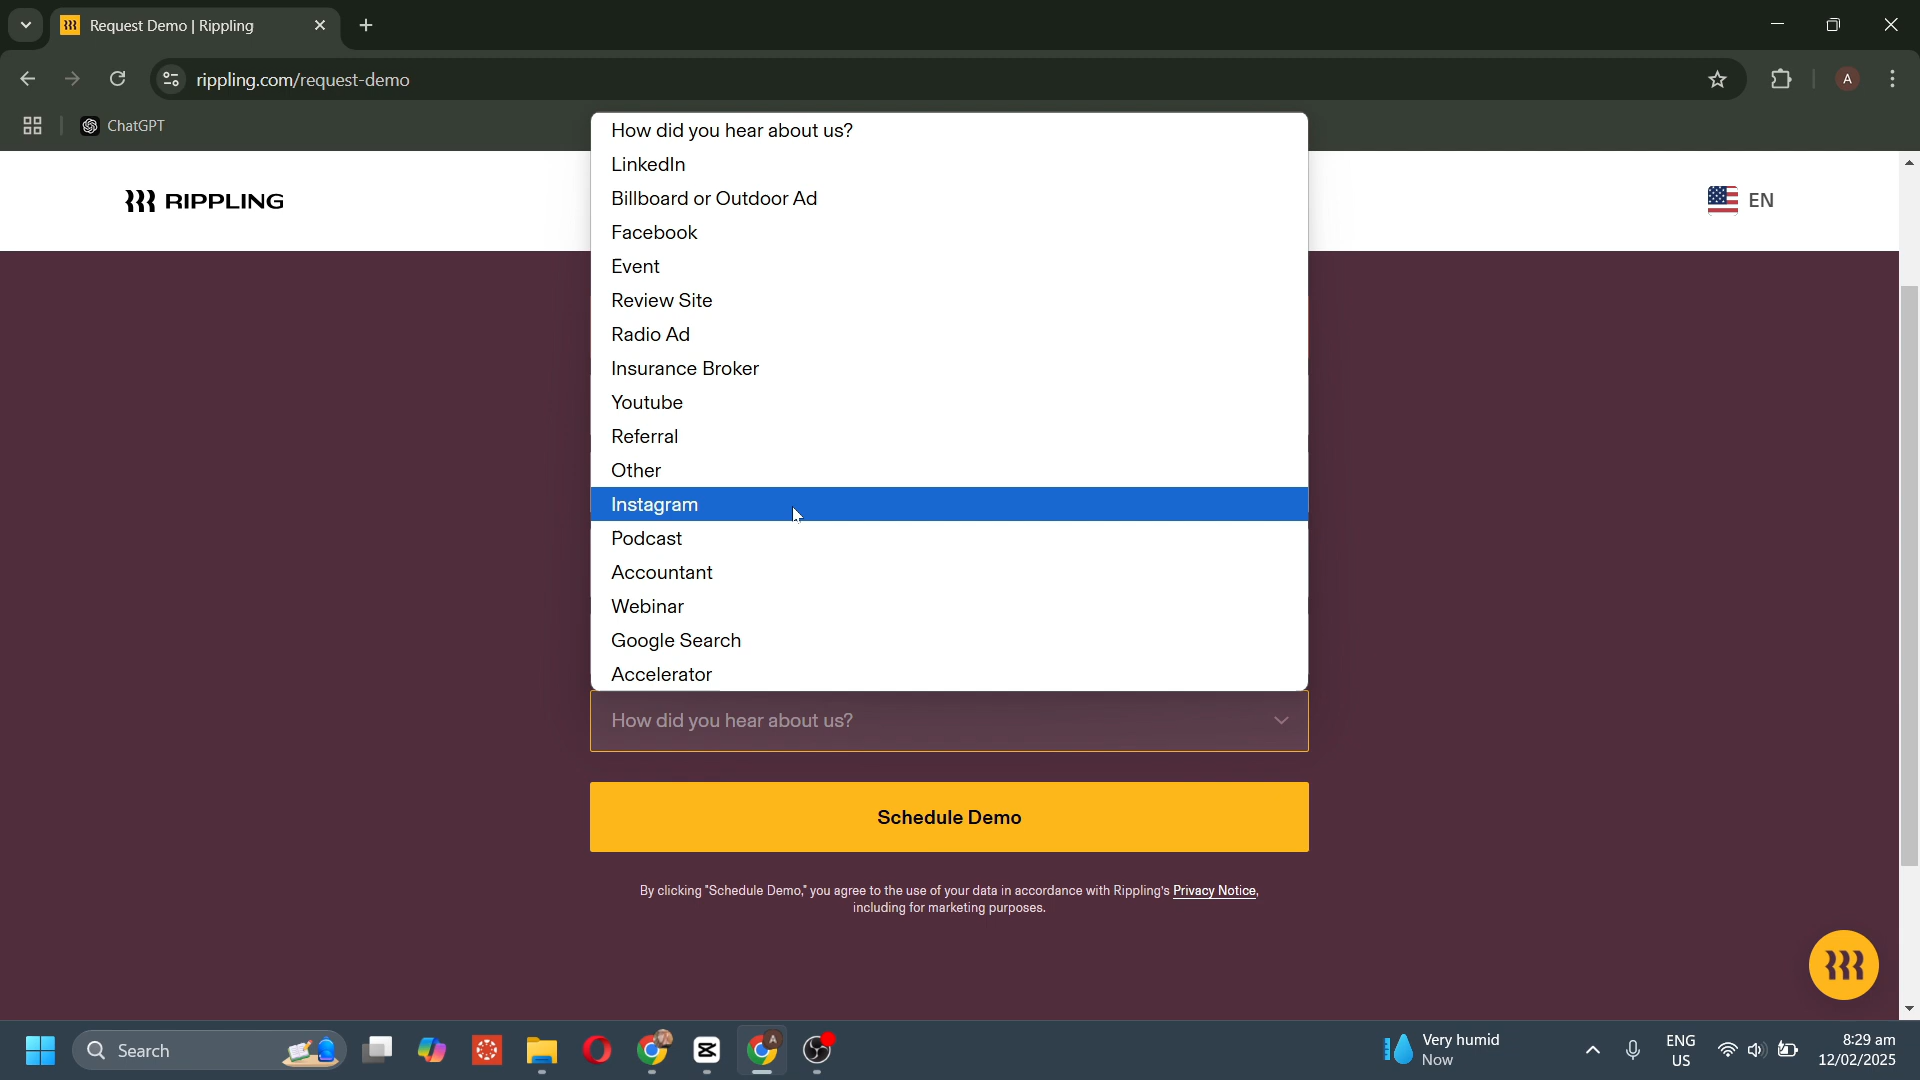 Request Demo | Rippling
rippling.com/request-demo
A
ChatGPT
RIPPLING
EN
How did you hear about us?
LinkedIn
Billboard or Outdoor Ad
Facebook
Event
Review Site
Radio Ad
Insurance Broker
Youtube
Referral
Other
Instagram
Podcast
Accountant
Webinar
Google Search
Accelerator
How did you hear about us?
Schedule Demo
By clicking "Schedule Demo," you agree to the use of your data in accordance with Rippling's Privacy Notice,
including for marketing purposes.
Search
A
Very humid
Now
ENG
US
8:29 am
12/02/2025